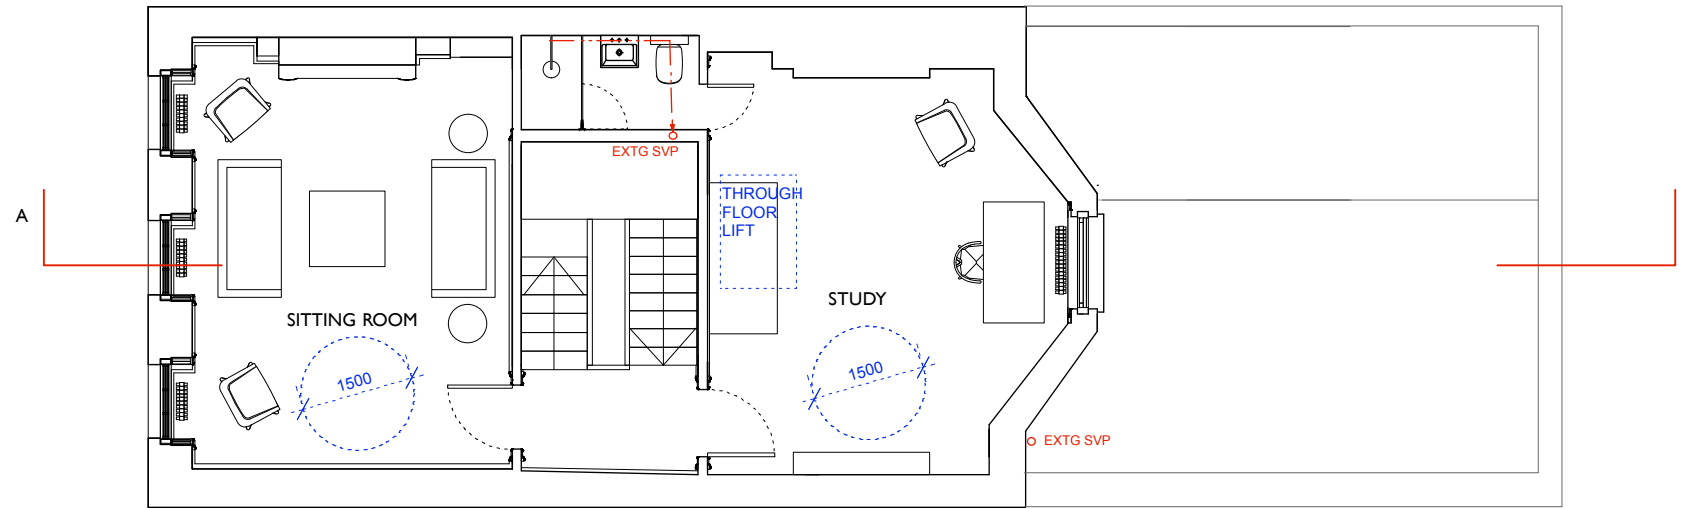 EXTG SVP
THROUGH
FLOOR
LIFT
A
STUDY
SITTING ROOM
1500
1500
EXTG SVP